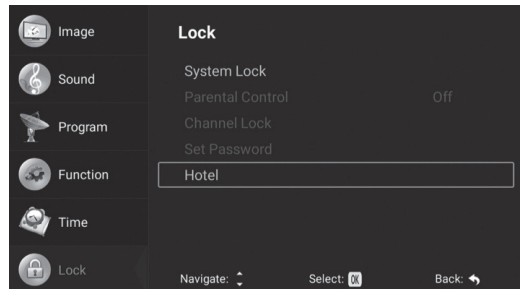 Image
Sound
Program
Function
Time
Lock
Lock
System Lock
Parental Control Off
Channel Lock
Set Password
Hotel
Navigate: Select: OK Back: